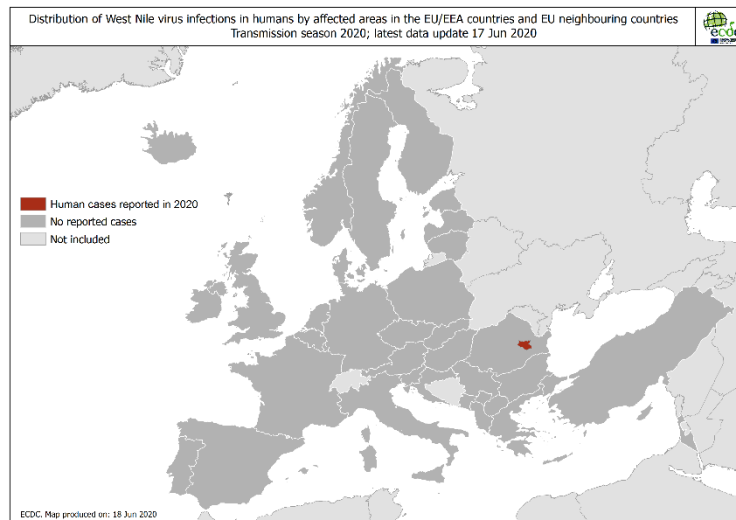 Distribution of West Nile virus infections in humans by affected areas in the EU/EEA countries and EU neighbouring countries
Transmission season 2020; latest data update 17 Jun 2020
ecdc
Human cases reported in 2020
No reported cases
Not included
ECDC. Map produced on: 18 Jun 2020